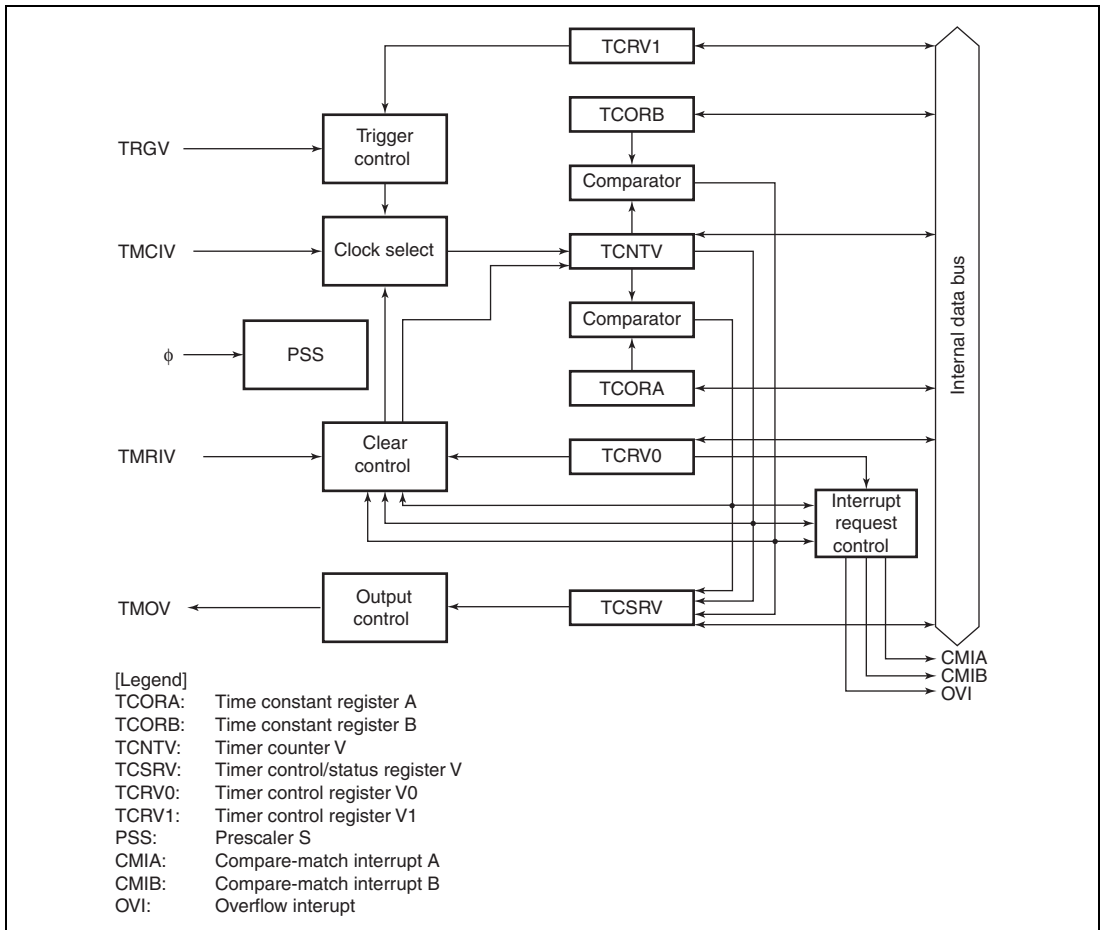 TCRV1
TCORB
Trigger
control
TRGV
Comparator
Clock select
TMCIV
TCNTV
Internal data bus
Comparator
φ
PSS
TCORA
Clear
control
TMRIV
TCRV0
Interrupt
request
control
Output
control
TMOV
TCSRV
CMIA
CMIB
OVI
[Legend]
TCORA: Time constant register A
TCORB: Time constant register B
TCNTV: Timer counter V
TCSRV: Timer control/status register V
TCRV0: Timer control register V0
TCRV1: Timer control register V1
PSS: Prescaler S
CMIA: Compare-match interrupt A
CMIB: Compare-match interrupt B
OVI: Overflow interupt